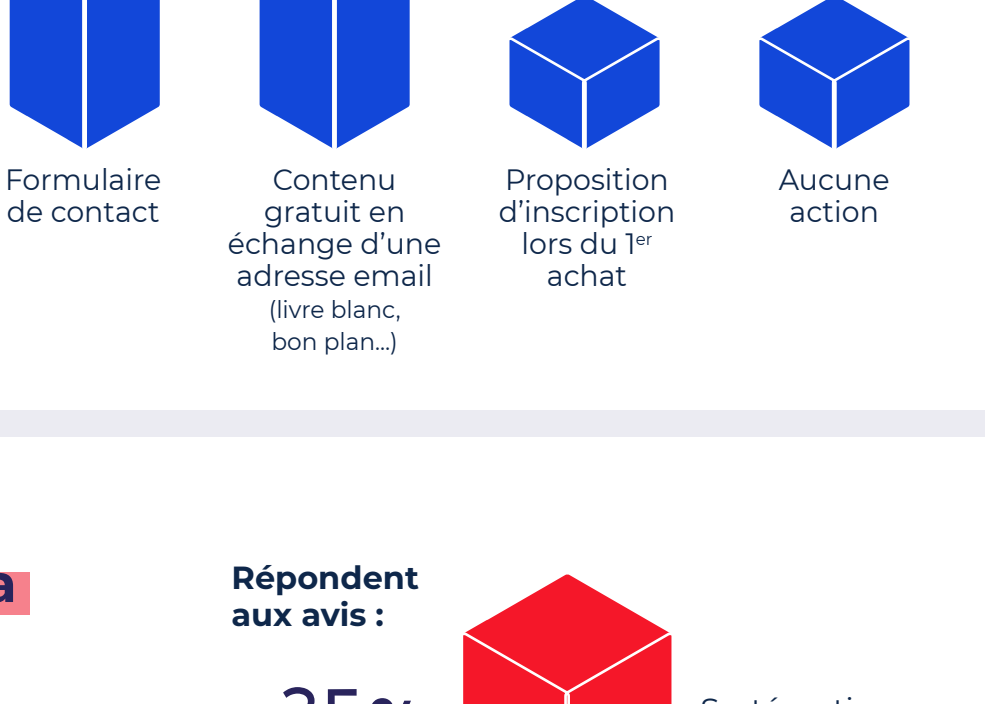 Formulaire
de contact
Contenu
gratuit en
échange d’une
adresse email
(livre blanc,
bon plan...)
Proposition
d’inscription
lors du 1er
achat
Aucune
action
a
Répondent
aux avis :